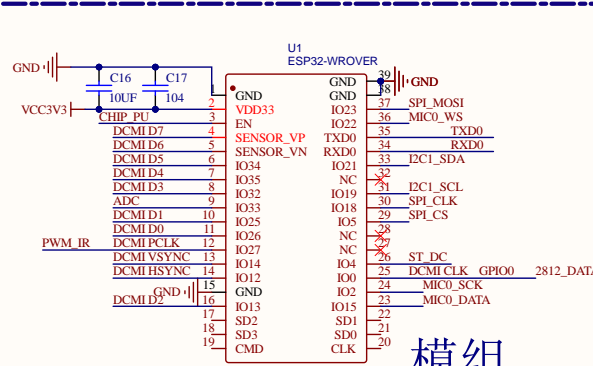 U1
ESP32-WROVER
GND
C16
10UF
C17
104
VCC3V3
1 GND
2 VDD33
CHIP_PU 3 EN
DCMI D7 4 SENSOR_VP
DCMI D6 5 SENSOR_VN
DCMI D5 6 IO34
DCMI D4 7 IO35
DCMI D3 8 IO32
ADC 9 IO33
DCMI D1 10 IO25
DCMI D0 11 IO26
PWM_IR DCMI PCLK 12 IO27
DCMI VSYNC 13 IO14
DCMI HSYNC 14 IO12
GND 15 GND
DCMI D2 16 IO13
17 SD2
18 SD3
19 CMD
GND 39 GND
GND 38
IO23 37 SPI_MOSI
IO22 36 MIC0_WS
TXD0 35 TXD0
RXD0 34 RXD0
IO21 33 I2C1_SDA
NC 32
IO19 31 I2C1_SCL
IO18 30 SPI_CLK
IO5 29 SPI_CS
NC 28
NC 27
IO4 26 ST_DC
IO0 25 DCMI CLK GPIO0 2812_DATA
IO2 24 MIC0_SCK
IO15 23 MIC0_DATA
SD1 22
SD0 21
CLK 20
模组